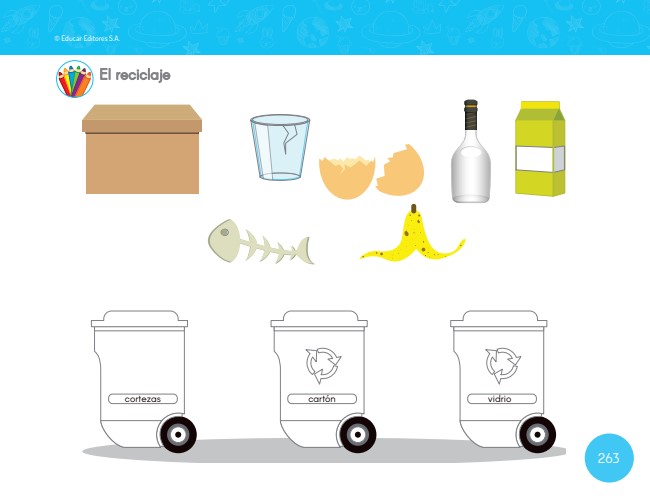 © Educar Editores S.A.
El reciclaje
cortezas
cartón
vidrio
263